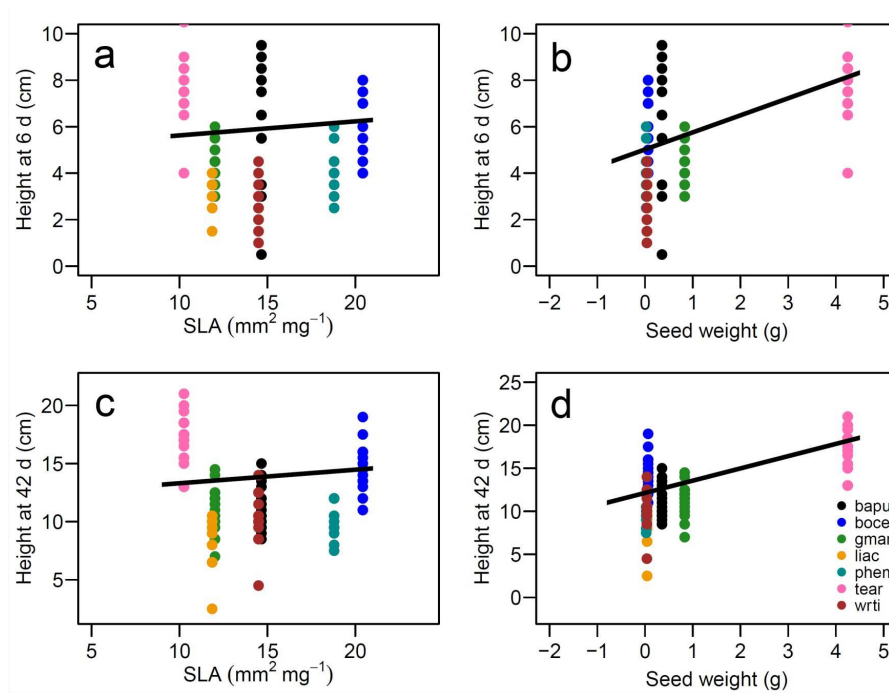 a
Height at 6 d (cm)
10
8
6
4
2
0
5 10 15 20
SLA (mm² mg⁻¹)
b
Height at 6 d (cm)
10
8
6
4
2
0
−2 −1 0 1 2 3 4 5
Seed weight (g)
c
Height at 42 d (cm)
20
15
10
5
5 10 15 20
SLA (mm² mg⁻¹)
d
Height at 42 d (cm)
25
20
15
10
5
0
bapu
boce
gman
liac
phen
tear
wrti
−2 −1 0 1 2 3 4 5
Seed weight (g)